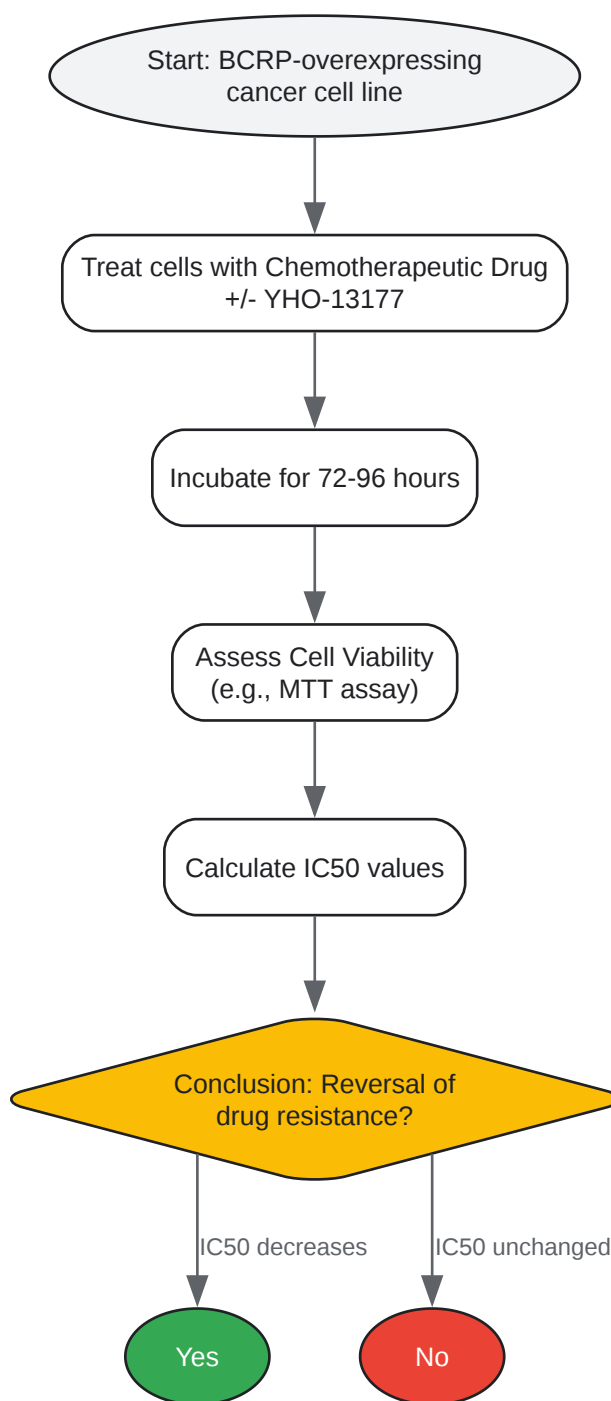 Start: BCRP-overexpressing
cancer cell line
Treat cells with Chemotherapeutic Drug
+/- YHO-13177
Incubate for 72-96 hours
Assess Cell Viability
(e.g., MTT assay)
Calculate IC50 values
Conclusion: Reversal of
drug resistance?
IC50 decreases
IC50 unchanged
Yes
No